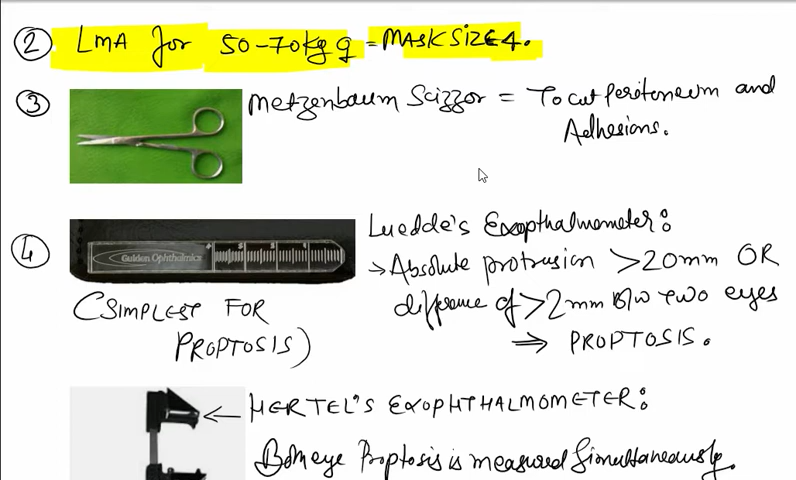 ② LMA for 50-70kg g = MASK SIZE 4.
③ Metzenbaum Scizzor = To cut Peritoneum and
Adhesions.
④ Gulden Ophthalmics
Luedde's Exopthalmometer:
→ Absolute protrusion >20mm OR
difference of >2mm B/w two eyes
⇒ PROPTOSIS.
(SIMPLEST FOR
PROPTOSIS)
← HERTEL'S EXOPHTHALMOMETER:
Both eye Proptosis is measured Simultaneously.